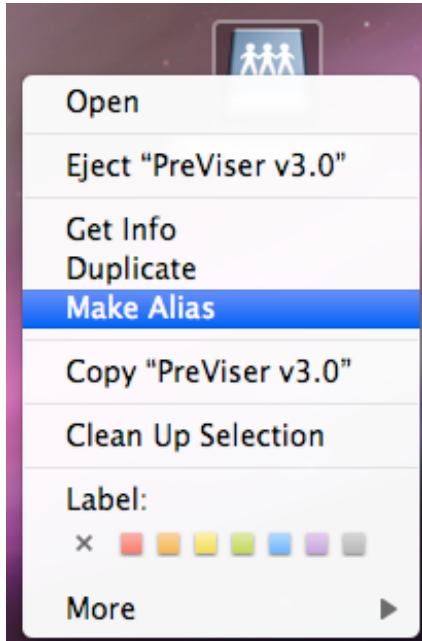 Open
Eject “PreViser v3.0”
Get Info
Duplicate
Make Alias
Copy “PreViser v3.0”
Clean Up Selection
Label:
×
More